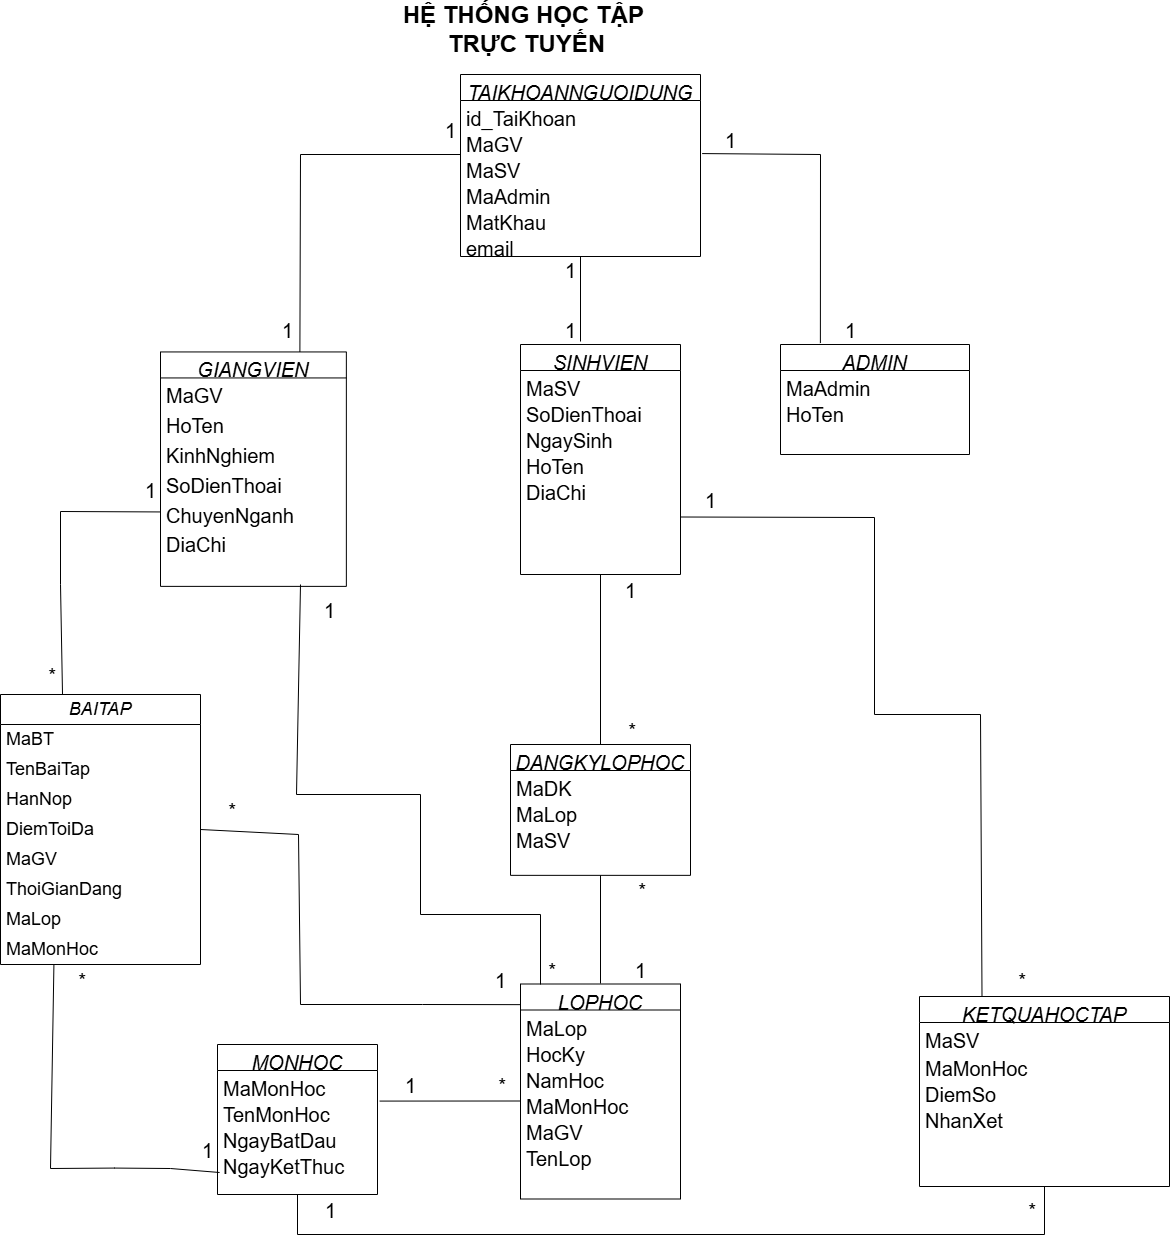 HỆ THỐNG HỌC TẬP
TRỰC TUYẾN
TAIKHOANNGUOIDUNG
id_TaiKhoan
MaGV
MaSV
MaAdmin
MatKhau
email
1
1
1
1
1
1
GIANGVIEN
MaGV
HoTen
KinhNghiem
SoDienThoai
ChuyenNganh
DiaChi
SINHVIEN
MaSV
SoDienThoai
NgaySinh
HoTen
DiaChi
ADMIN
MaAdmin
HoTen
1
1
1
1
*
*
BAITAP
MaBT
TenBaiTap
HanNop
DiemToiDa
MaGV
ThoiGianDang
MaLop
MaMonHoc
*
DANGKYLOPHOC
MaDK
MaLop
MaSV
*
*
1
*
1
*
LOPHOC
MaLop
HocKy
NamHoc
MaMonHoc
MaGV
TenLop
KETQUAHOCTAP
MaSV
MaMonHoc
DiemSo
NhanXet
MONHOC
MaMonHoc
TenMonHoc
NgayBatDau
NgayKetThuc
1
*
1
1
*